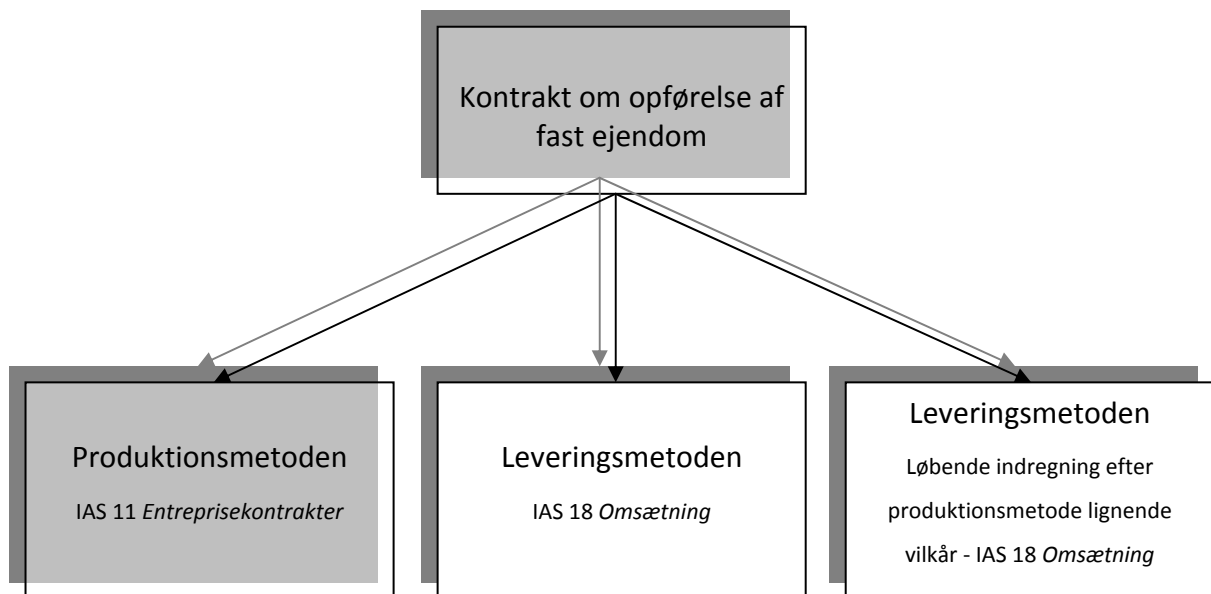 Kontrakt om opførelse af
fast ejendom
Produktionsmetoden
IAS 11 Entreprisekontrakter
Leveringsmetoden
IAS 18 Omsætning
Leveringsmetoden
Løbende indregning efter
produktionsmetode lignende
vilkår - IAS 18 Omsætning